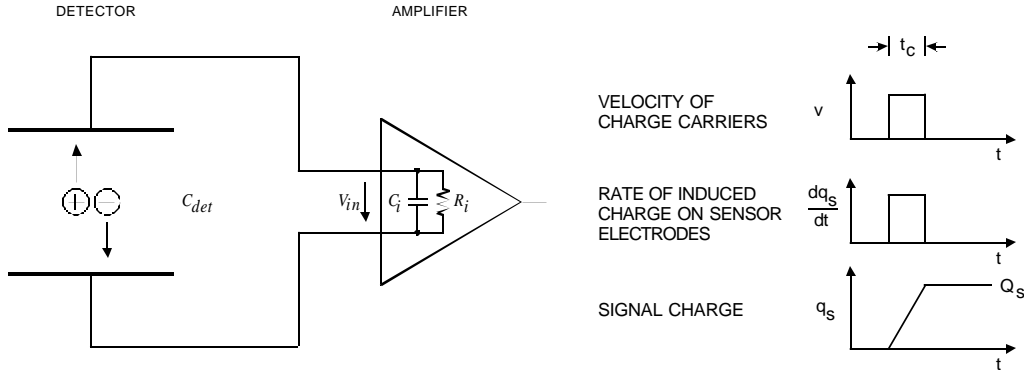 DETECTOR
AMPLIFIER
C_det
V_in
C_i
R_i
t_c
VELOCITY OF
CHARGE CARRIERS
v
t
RATE OF INDUCED
CHARGE ON SENSOR
ELECTRODES
dq_s
dt
t
SIGNAL CHARGE
q_s
Q_s
t